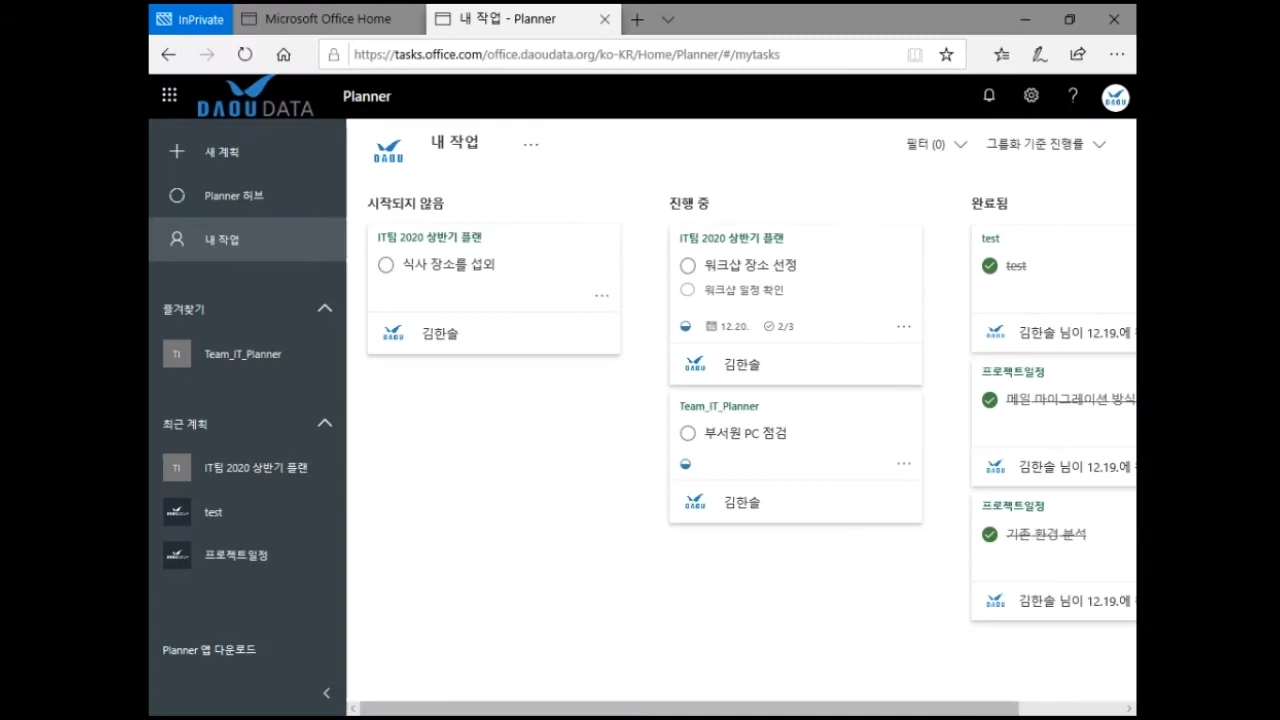 InPrivate
Microsoft Office Home
내 작업 - Planner
https://tasks.office.com/office.daoudata.org/ko-KR/Home/Planner/#/mytasks
DAOU DATA
Planner
DAOU
새 계획
Planner 허브
내 작업
즐겨찾기
TI
Team_IT_Planner
최근 계획
TI
IT팀 2020 상반기 플랜
test
프로젝트일정
Planner 앱 다운로드
DAOU
내 작업
필터 (0)
그룹화 기준 진행률
시작되지 않음
IT팀 2020 상반기 플랜
식사 장소를 섭외
DAOU
김한솔
진행 중
IT팀 2020 상반기 플랜
워크샵 장소 선정
워크샵 일정 확인
12.20.
2/3
DAOU
김한솔
Team_IT_Planner
부서원 PC 점검
DAOU
김한솔
완료됨
test
test
DAOU
김한솔 님이 12.19.에
프로젝트일정
메일 마이그레이션 방식
DAOU
김한솔 님이 12.19.에
프로젝트일정
기존 환경 분석
DAOU
김한솔 님이 12.19.에